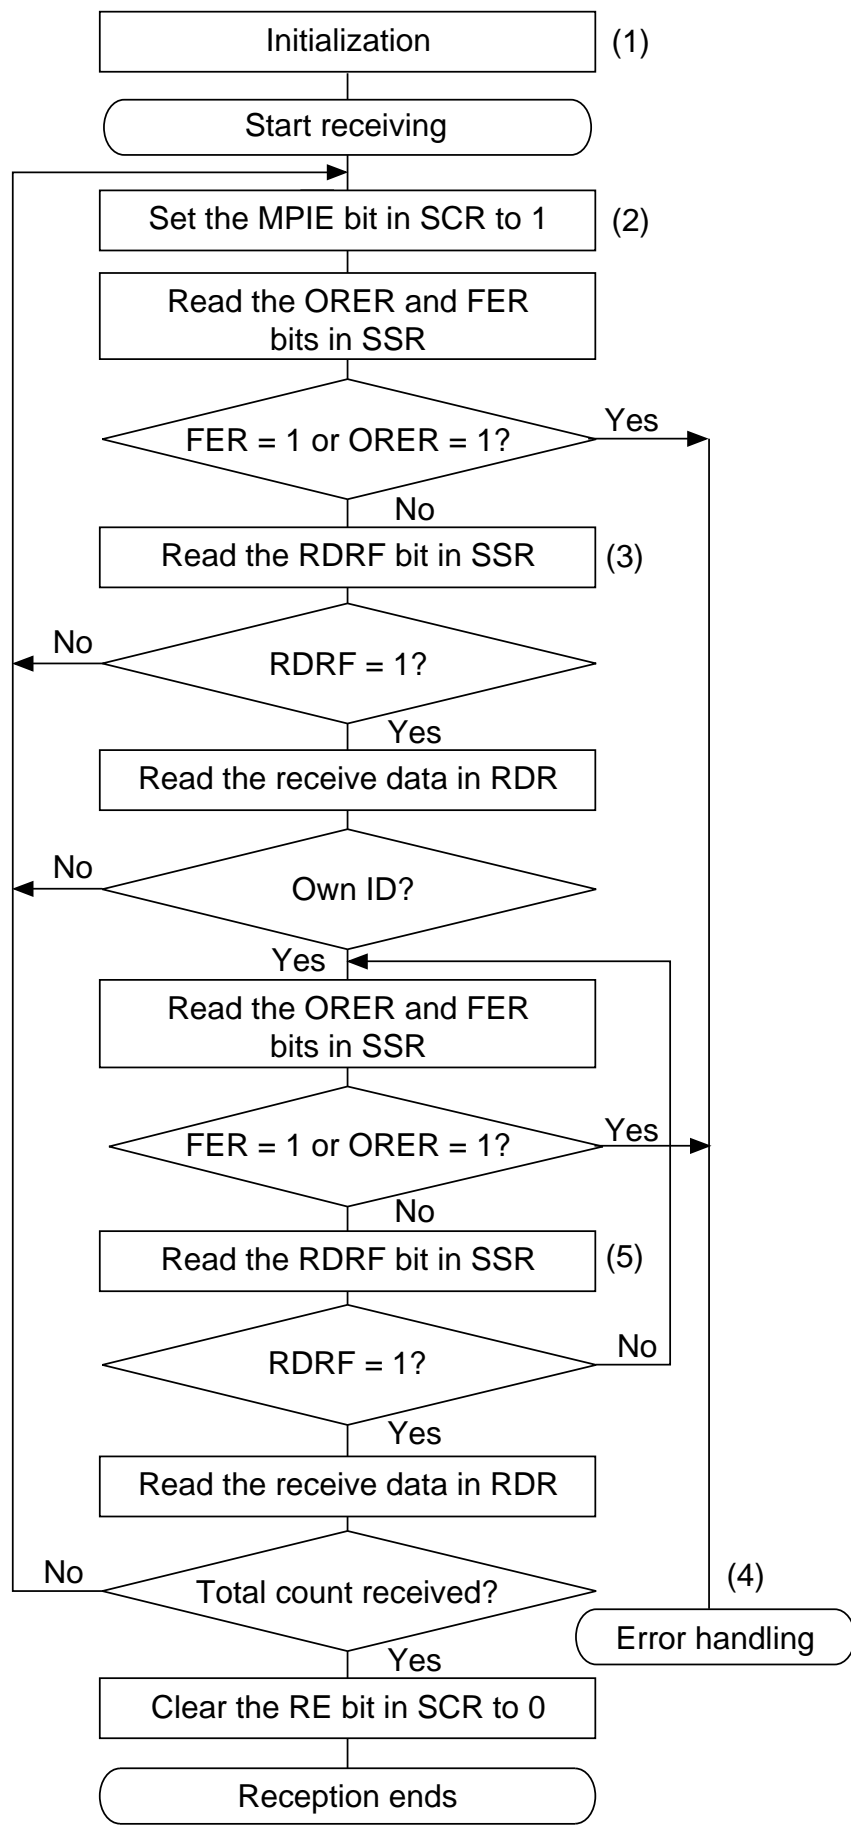 Initialization
(1)
Start receiving
Set the MPIE bit in SCR to 1
(2)
Read the ORER and FER
bits in SSR
FER = 1 or ORER = 1?
Yes
No
Read the RDRF bit in SSR
(3)
No
RDRF = 1?
Yes
Read the receive data in RDR
No
Own ID?
Yes
Read the ORER and FER
bits in SSR
FER = 1 or ORER = 1?
Yes
No
Read the RDRF bit in SSR
(5)
RDRF = 1?
No
Yes
Read the receive data in RDR
No
Total count received?
(4)
Error handling
Yes
Clear the RE bit in SCR to 0
Reception ends